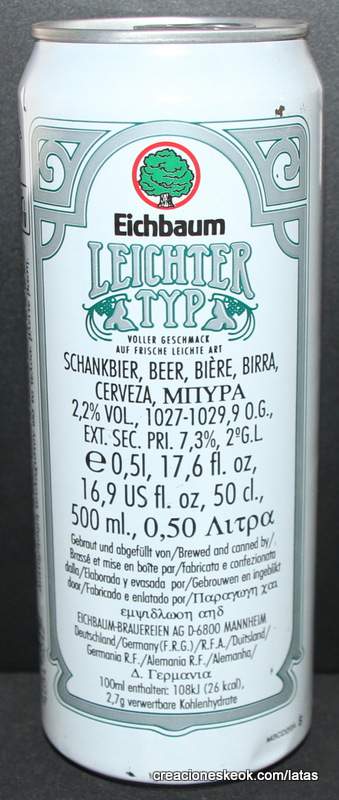 Eichbaum
LEICHTER
TYP
VOLLER GESCHMACK
AUF FRISCHE LEICHTE ART
SCHANKBIER, BEER, BIÈRE, BIRRA,
CERVEZA, ΜΠΥΡΑ
2,2% VOL., 1027-1029,9 O.G.,
EXT. SEC. PRI. 7,3%, 2ºG.L
e 0,5l, 17,6 fl. oz,
16,9 US fl. oz, 50 cl.,
500 ml., 0,50 Λιτρα
Gebraut und abgefüllt von/Brewed and canned by/
Brassé et mise en boîte par/fabricata e confezionata
dalla/Elaborada y evasada por/Gebrouwen en ingeblikt
door/Fabricado e enlatado por/Παραγωγη χαι
εμψιδλωση απδ
EICHBAUM-BRAUEREIEN AG D-6800 MANNHEIM
Deutschland/Germany(F.R.G.)/R.F.A./Duitsland/
Germania R.F./Alemania R.F./Alemanha/
Δ. Γερμανια
100ml enthalten: 108kJ (26 kcal),
2,7g verwertbare Kohlenhydrate
creacioneskeok.com/latas